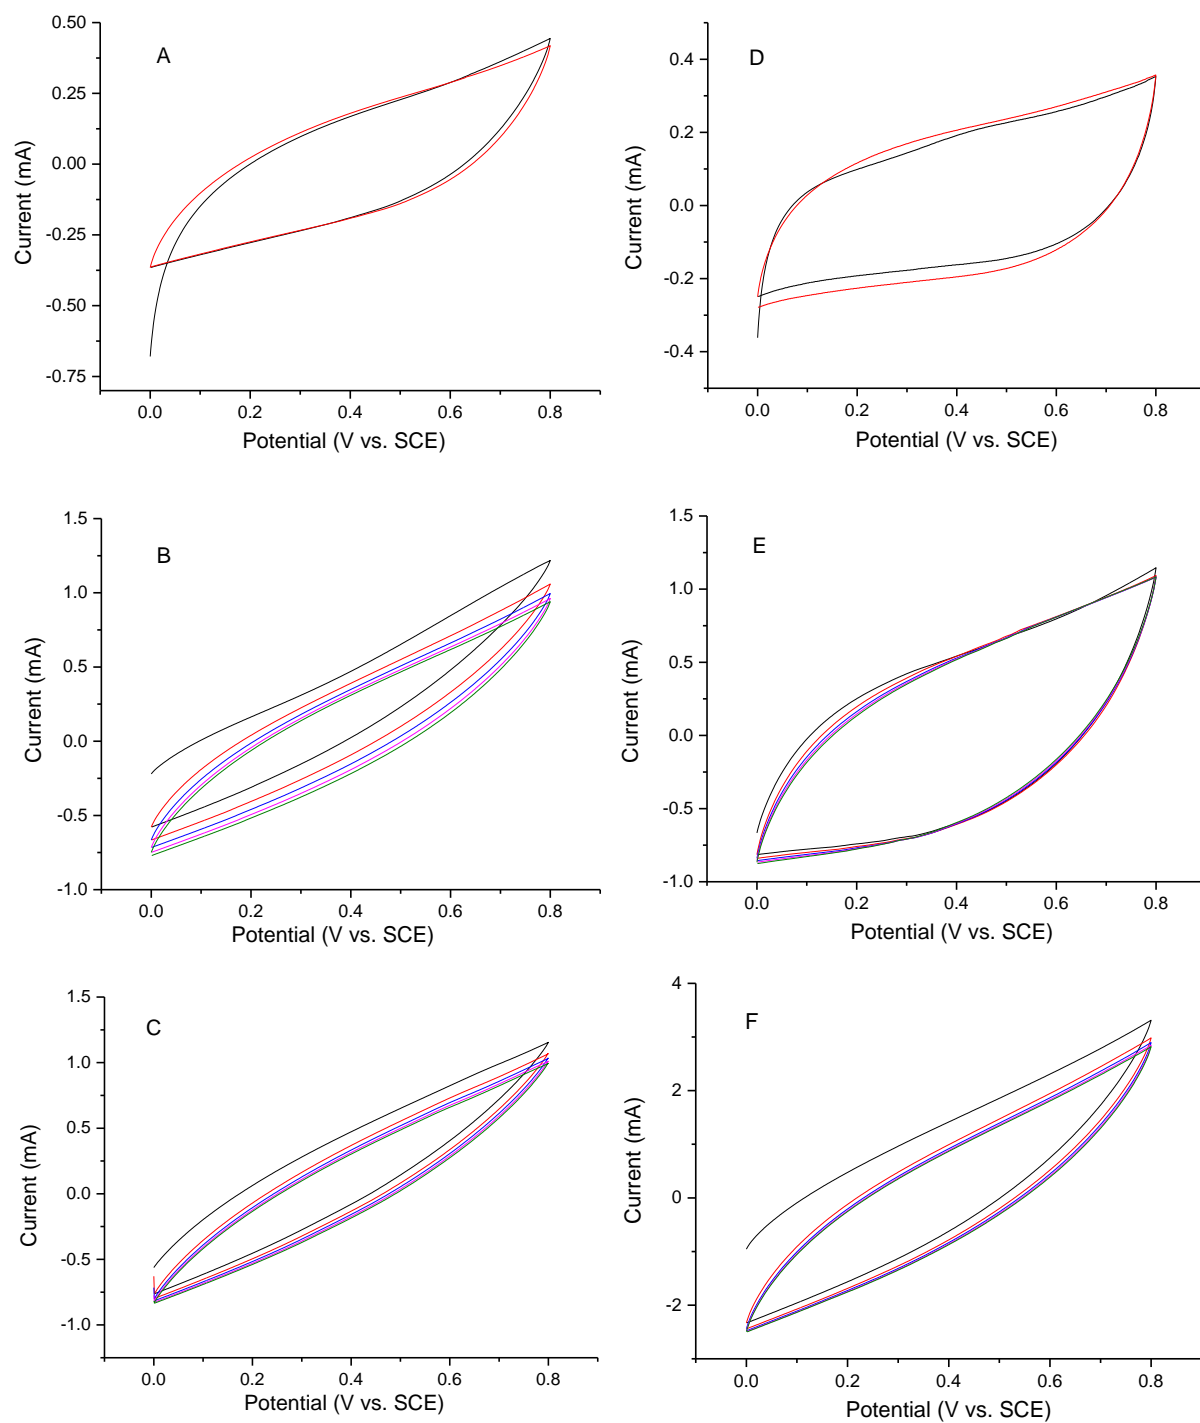 A
Current (mA)
0.50
0.25
0.00
-0.25
-0.50
-0.75
0.0 0.2 0.4 0.6 0.8
Potential (V vs. SCE)
D
Current (mA)
0.4
0.2
0.0
-0.2
-0.4
0.0 0.2 0.4 0.6 0.8
Potential (V vs. SCE)
B
Current (mA)
1.5
1.0
0.5
0.0
-0.5
-1.0
0.0 0.2 0.4 0.6 0.8
Potential (V vs. SCE)
E
Current (mA)
1.5
1.0
0.5
0.0
-0.5
-1.0
0.0 0.2 0.4 0.6 0.8
Potential (V vs. SCE)
C
Current (mA)
1.5
1.0
0.5
0.0
-0.5
-1.0
0.0 0.2 0.4 0.6 0.8
Potential (V vs. SCE)
F
Current (mA)
4
2
0
-2
0.0 0.2 0.4 0.6 0.8
Potential (V vs. SCE)